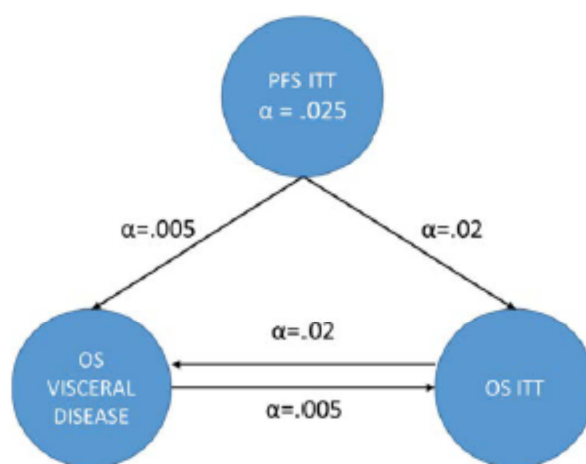 PFS ITT
α = .025
α=.005
α=.02
α=.02
OS
VISCERAL
DISEASE
OS ITT
α=.005